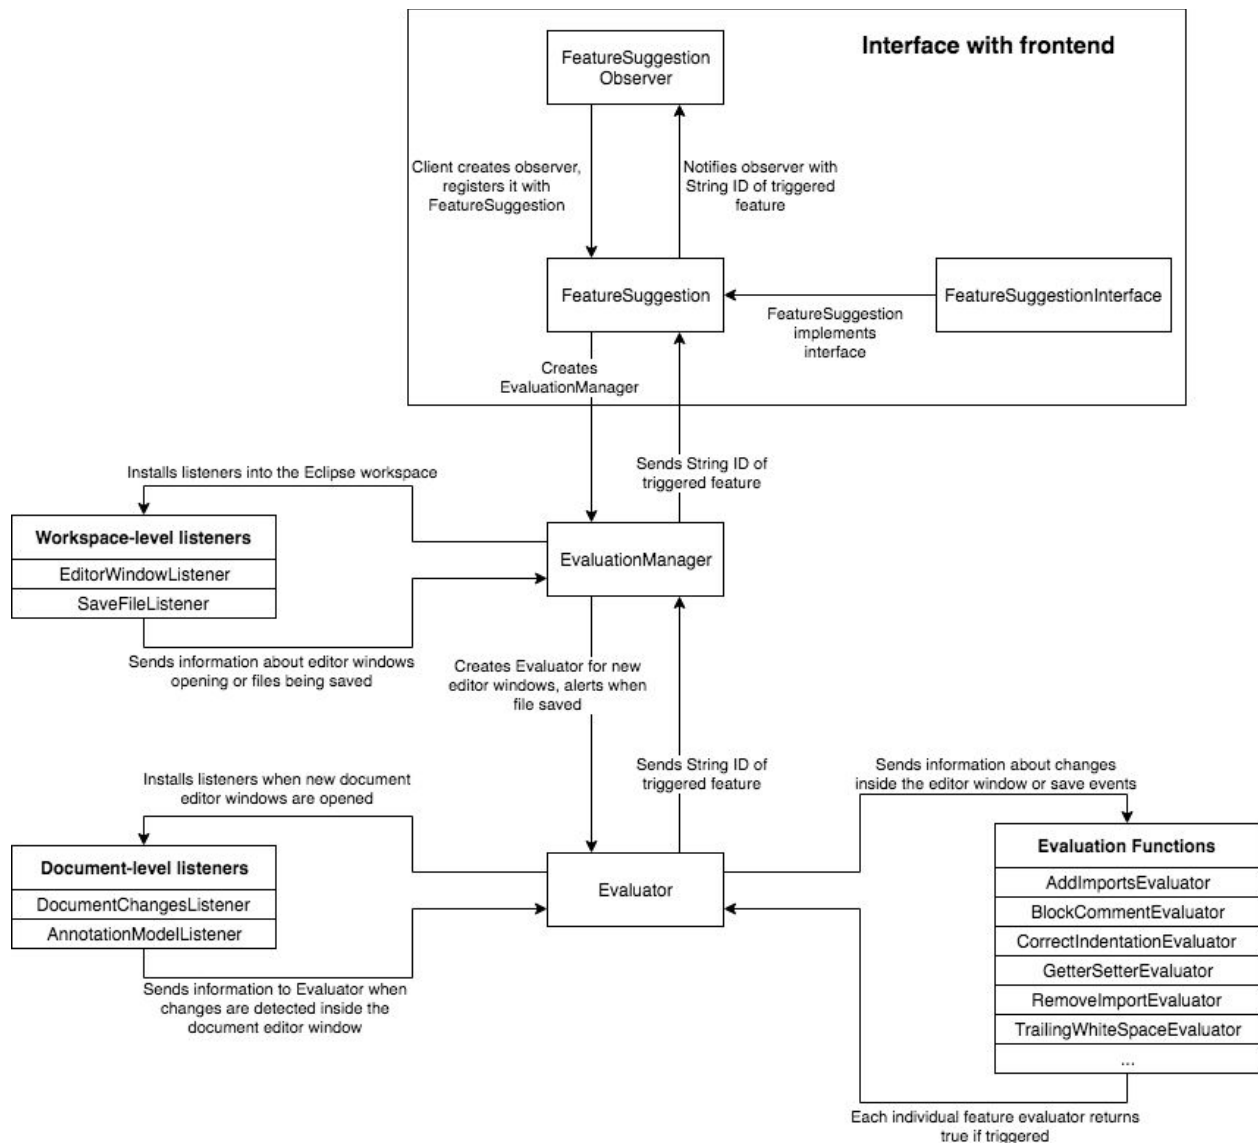 Interface with frontend
FeatureSuggestion
Observer
Client creates observer,
registers it with
FeatureSuggestion
Notifies observer with
String ID of triggered
feature
FeatureSuggestion
FeatureSuggestionInterface
FeatureSuggestion
implements
interface
Creates
EvaluationManager
Installs listeners into the Eclipse workspace
Sends String ID of
triggered feature
Workspace-level listeners
EditorWindowListener
SaveFileListener
EvaluationManager
Sends information about editor windows
opening or files being saved
Creates Evaluator for new
editor windows, alerts when
file saved
Installs listeners when new document
editor windows are opened
Sends String ID of
triggered feature
Sends information about changes
inside the editor window or save events
Document-level listeners
DocumentChangesListener
AnnotationModelListener
Evaluator
Evaluation Functions
AddImportsEvaluator
BlockCommentEvaluator
CorrectIndentationEvaluator
GetterSetterEvaluator
RemoveImportEvaluator
TrailingWhiteSpaceEvaluator
...
Sends information to Evaluator when
changes are detected inside the
document editor window
Each individual feature evaluator returns
true if triggered